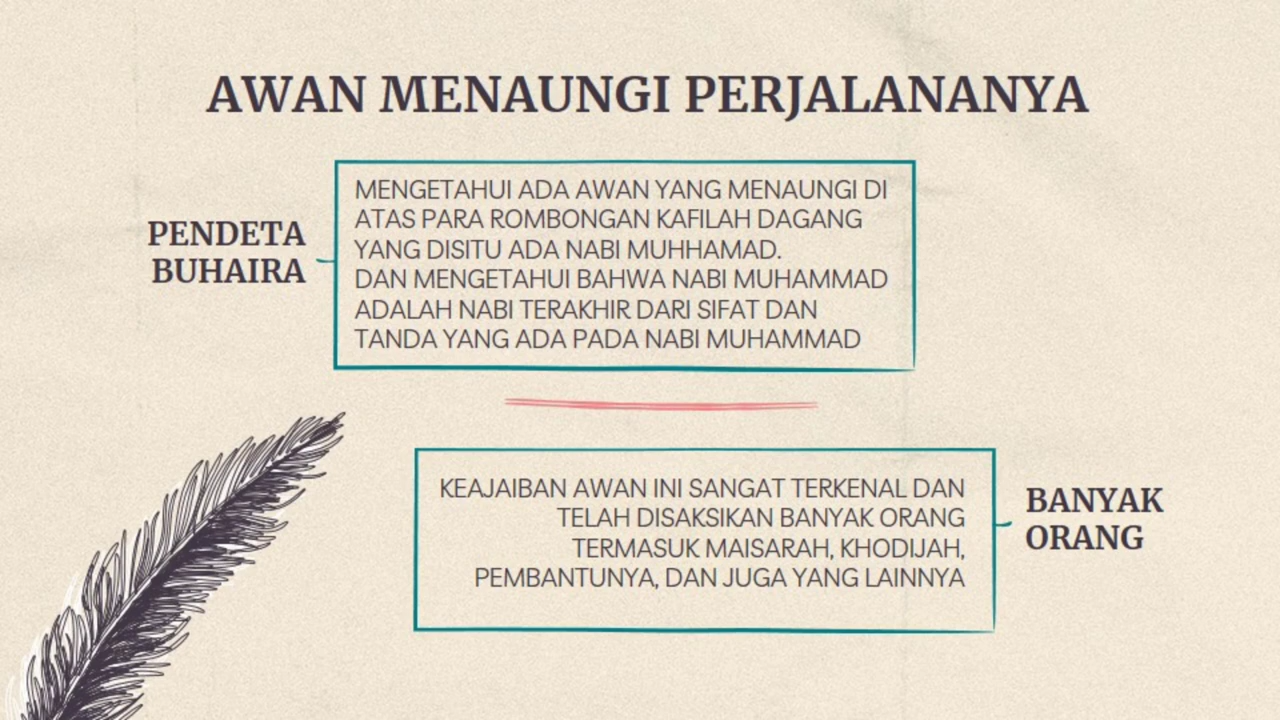 AWAN MENAUNGI PERJALANANYA
PENDETA
BUHAIRA
MENGETAHUI ADA AWAN YANG MENAUNGI DI
ATAS PARA ROMBONGAN KAFILAH DAGANG
YANG DISITU ADA NABI MUHHAMAD.
DAN MENGETAHUI BAHWA NABI MUHAMMAD
ADALAH NABI TERAKHIR DARI SIFAT DAN
TANDA YANG ADA PADA NABI MUHAMMAD
KEAJAIBAN AWAN INI SANGAT TERKENAL DAN
TELAH DISAKSIKAN BANYAK ORANG
TERMASUK MAISARAH, KHODIJAH,
PEMBANTUNYA, DAN JUGA YANG LAINNYA
BANYAK
ORANG